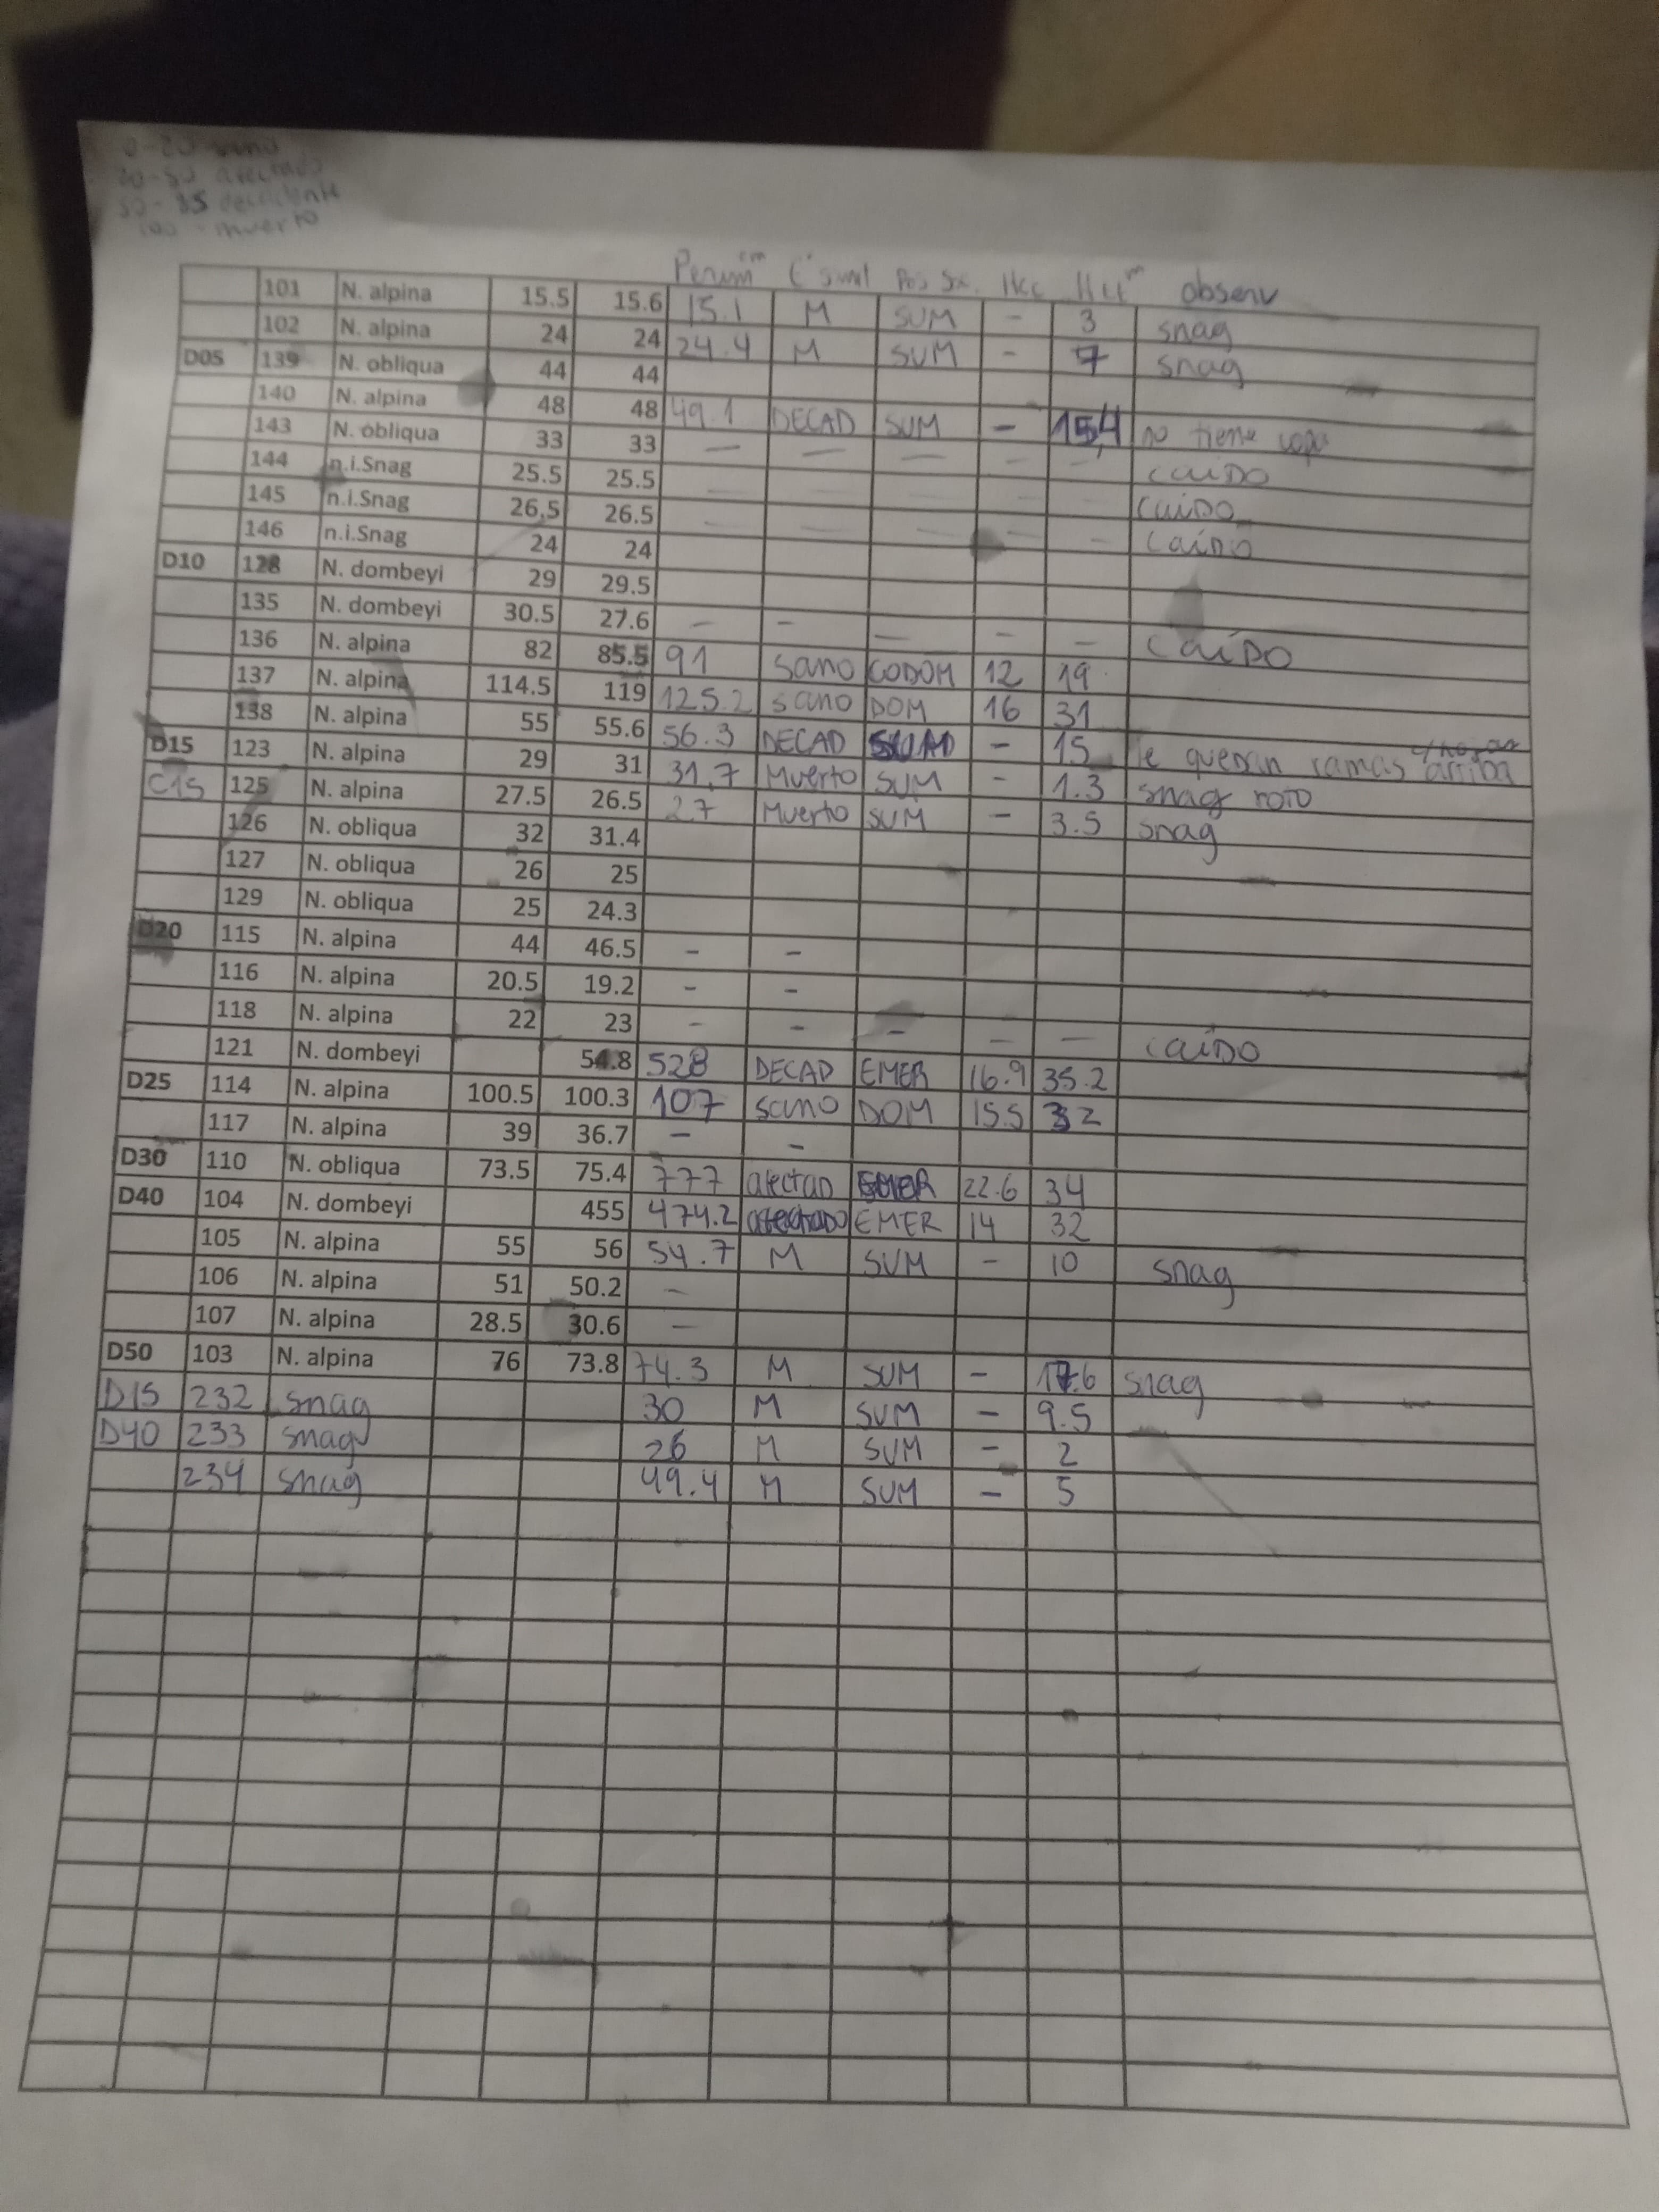 0-20 sano
20-50 afectado
50-85 decadente
100 - muerto
Perim cm sanit Pos Soc. Hcc m observ
101 N. alpina 15.5 15.6 15.1 M SUM - 3 snag
102 N. alpina 24 24 24.4 M SUM - 7 snag
D05 139 N. obliqua 44 44
140 N. alpina 48 48 49.1 DECAD SUM - 15,4 no tiene copa
143 N. obliqua 33 33 — — — - - CAIDO
144 n.i.Snag 25.5 25.5 — — — - - CAIDO
145 n.i.Snag 26.5 26.5 — — — - - CAÍDO
146 n.i.Snag 24 24
D10 128 N. dombeyi 29 29.5
135 N. dombeyi 30.5 27.6 - - — - - CAÍDO
136 N. alpina 82 85.5 91 sano CODOM 12 19
137 N. alpina 114.5 119 125.2 sano DOM 16 31
138 N. alpina 55 55.6 56.3 DECAD - 15 le quedan ramas c/hojas arriba
D15 123 N. alpina 29 31 31,7 Muerto SUM - 1.3 snag roto
C15 125 N. alpina 27.5 26.5 27 Muerto SUM - 3.5 snag
126 N. obliqua 32 31.4
127 N. obliqua 26 25
129 N. obliqua 25 24.3
D20 115 N. alpina 44 46.5 - -
116 N. alpina 20.5 19.2 - -
118 N. alpina 22 23 - - - - — CAÍDO
121 N. dombeyi 54.8 528 DECAD EMER 16.9 35.2
D25 114 N. alpina 100.5 100.3 107 sano DOM 15.5 32
117 N. alpina 39 36.7 - -
D30 110 N. obliqua 73.5 75.4 777 afectad EMER 22.6 34
D40 104 N. dombeyi 455 474.2 afectado EMER 14 32
105 N. alpina 55 56 54.7 M SUM - 10 snag
106 N. alpina 51 50.2 -
107 N. alpina 28.5 30.6 —
D50 103 N. alpina 76 73.8 74.3 M SUM - 17.6 snag
D15 232 snag 30 M SUM - 9.5
D40 233 snag 26 M SUM - 2
234 snag 49.4 M SUM - 5